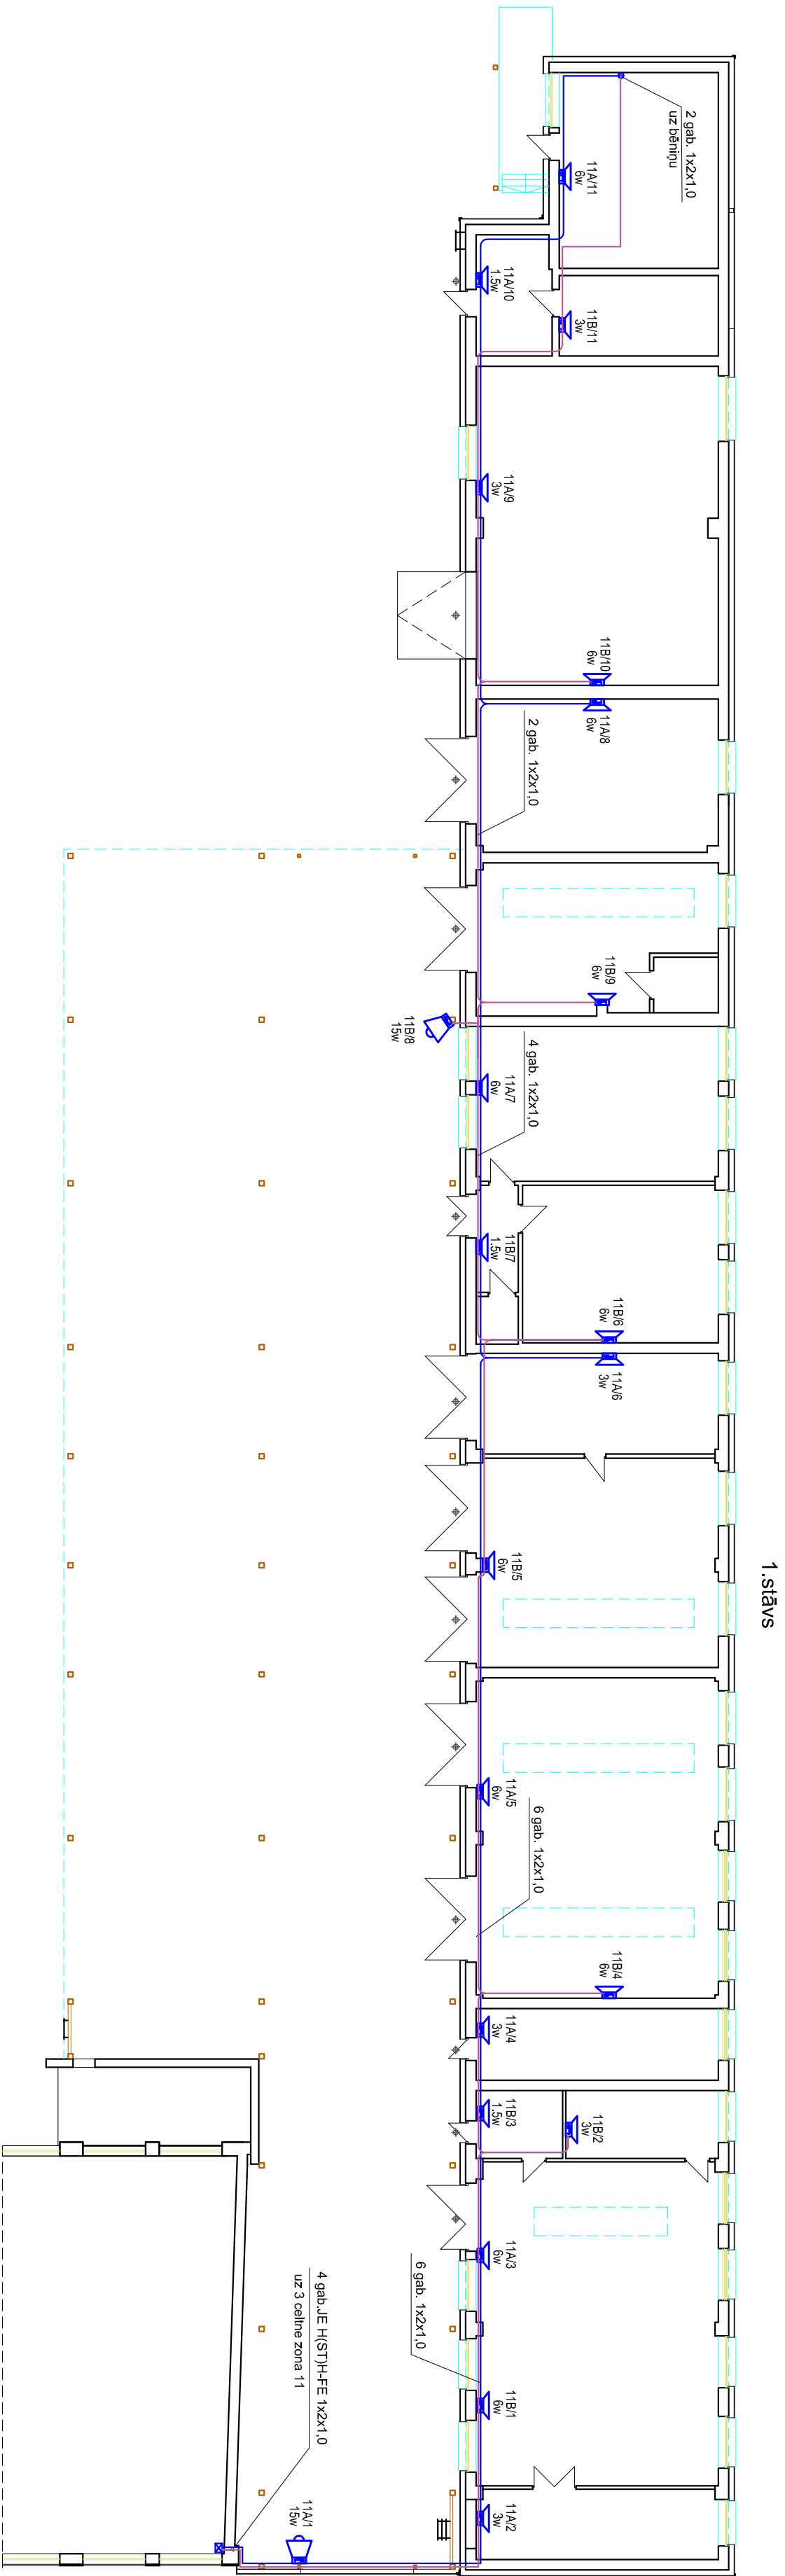 1.stāvs
2 gab. 1x2x1,0
uz bēniņu
11A/11
6w
11A/10
1.5w
11B/11
3w
11A/9
3w
11B/10
6w
11A/8
6w
2 gab. 1x2x1,0
11B/9
6w
11B/8
15w
4 gab. 1x2x1,0
11A/7
6w
11B/7
1.5w
11B/6
6w
11A/6
3w
11B/5
6w
11A/5
6w
6 gab. 1x2x1,0
11B/4
6w
11A/4
3w
11B/3
1.5w
11B/2
3w
11A/3
6w
6 gab. 1x2x1,0
11B/1
6w
4 gab.JE H(ST)H-FE 1x2x1,0
uz 3 celtne zona 11
11A/2
3w
11A/1
15w